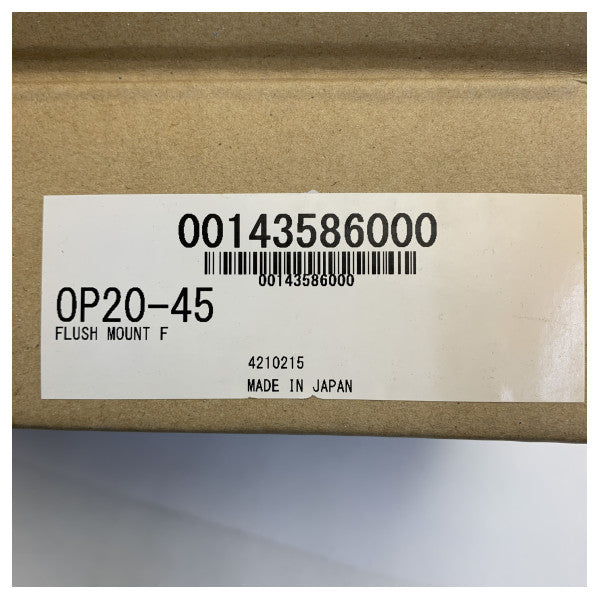 00143586000
00143586000
OP20-45
FLUSH MOUNT F
4210215
MADE IN JAPAN